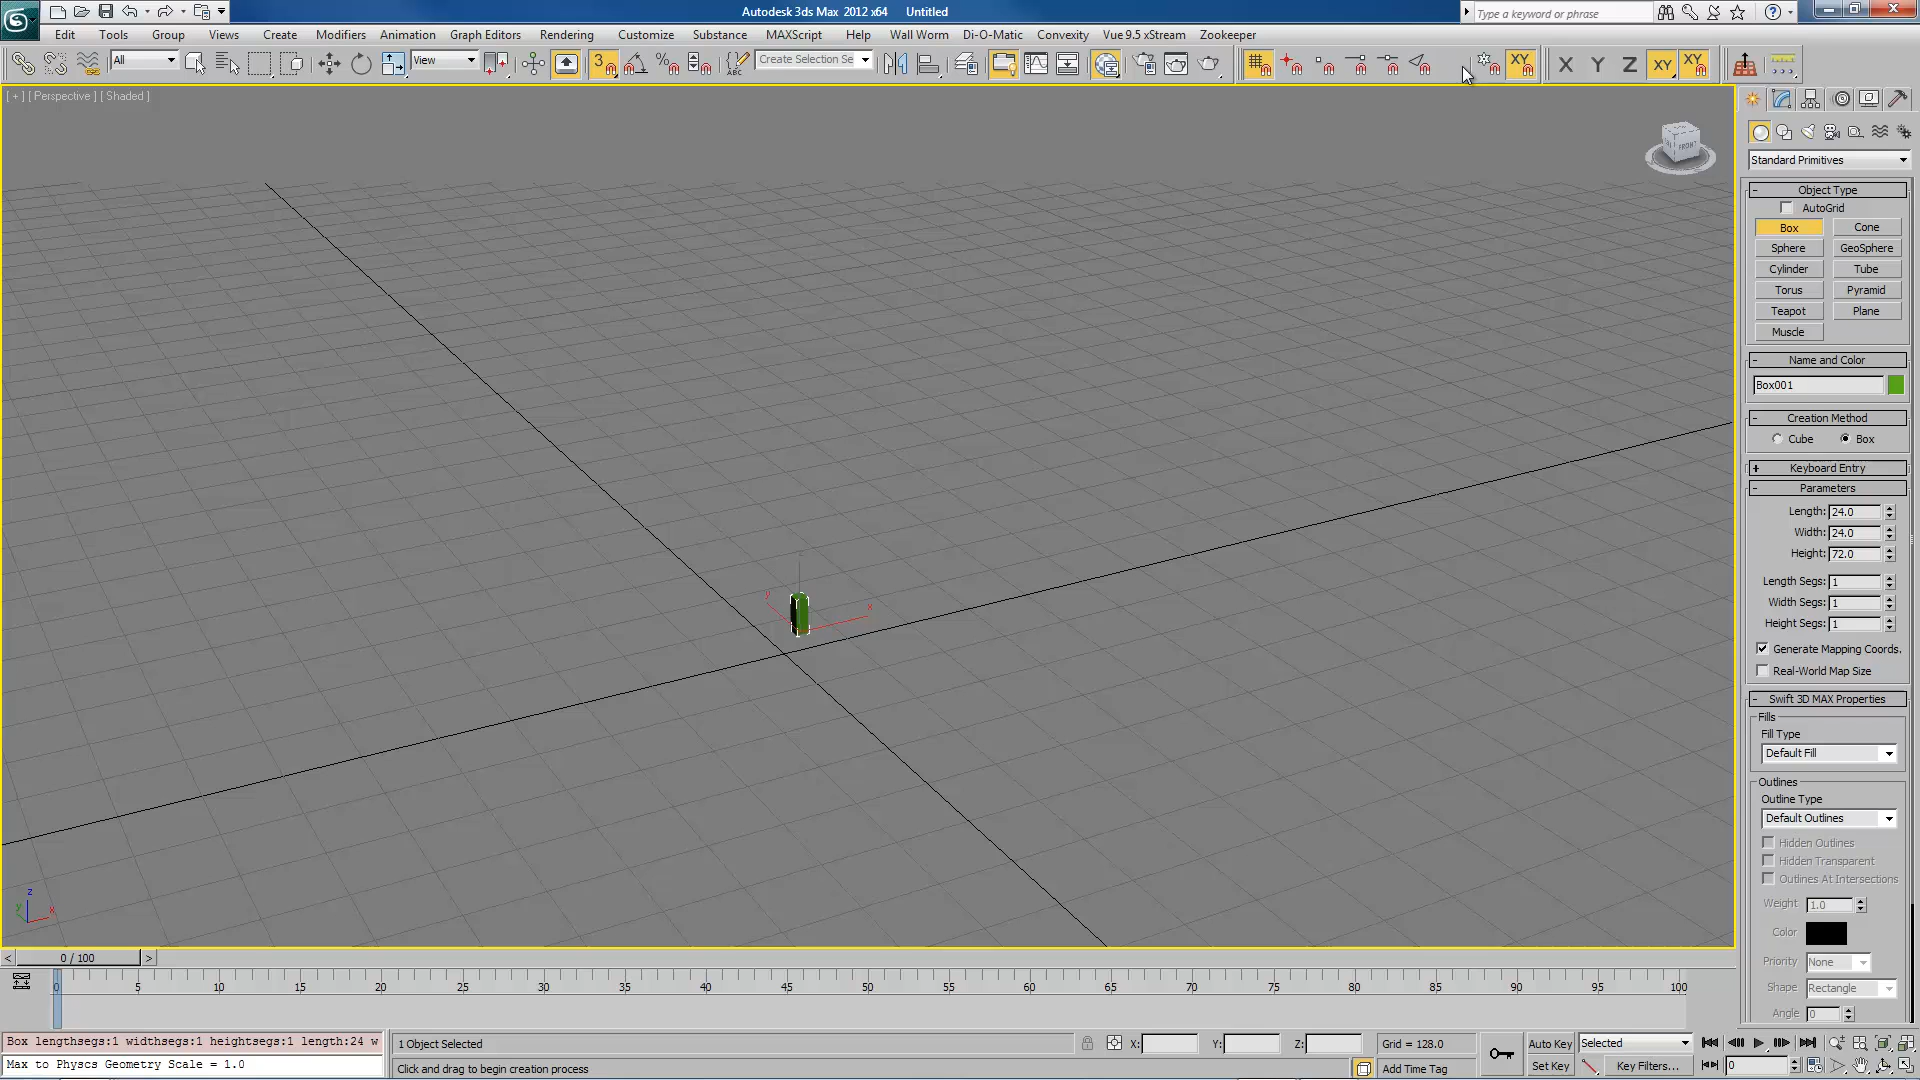 Autodesk 3ds Max 2012 x64 Untitled
Type a keyword or phrase
Edit Tools Group Views Create Modifiers Animation Graph Editors Rendering Customize Substance MAXScript Help Wall Worm Di-O-Matic Convexity Vue 9.5 xStream Zookeeper
All View 3 Create Selection Se XY X Y Z XY XY
[ + ] [ Perspective ] [ Shaded ]
FRONT
Standard Primitives
Object Type
AutoGrid
Box Cone
Sphere GeoSphere
Cylinder Tube
Torus Pyramid
Teapot Plane
Muscle
Name and Color
Box001
Creation Method
Cube Box
Keyboard Entry
Parameters
Length: 24.0
Width: 24.0
Height: 72.0
Length Segs: 1
Width Segs: 1
Height Segs: 1
Generate Mapping Coords.
Real-World Map Size
Swift 3D MAX Properties
Fills
Fill Type
Default Fill
Outlines
Outline Type
Default Outlines
Hidden Outlines
Hidden Transparent
Outlines At Intersections
Weight 1.0
Color
Priority None
Shape Rectangle
Angle 0
z
y x
z
y x
< 0 / 100 >
0 5 10 15 20 25 30 35 40 45 50 55 60 65 70 75 80 85 90 95 100
Box lengthsegs:1 widthsegs:1 heightsegs:1 length:24 w
Max to Physcs Geometry Scale = 1.0
1 Object Selected X: Y: Z: Grid = 128.0
Click and drag to begin creation process Add Time Tag
Auto Key Selected
Set Key Key Filters... 0